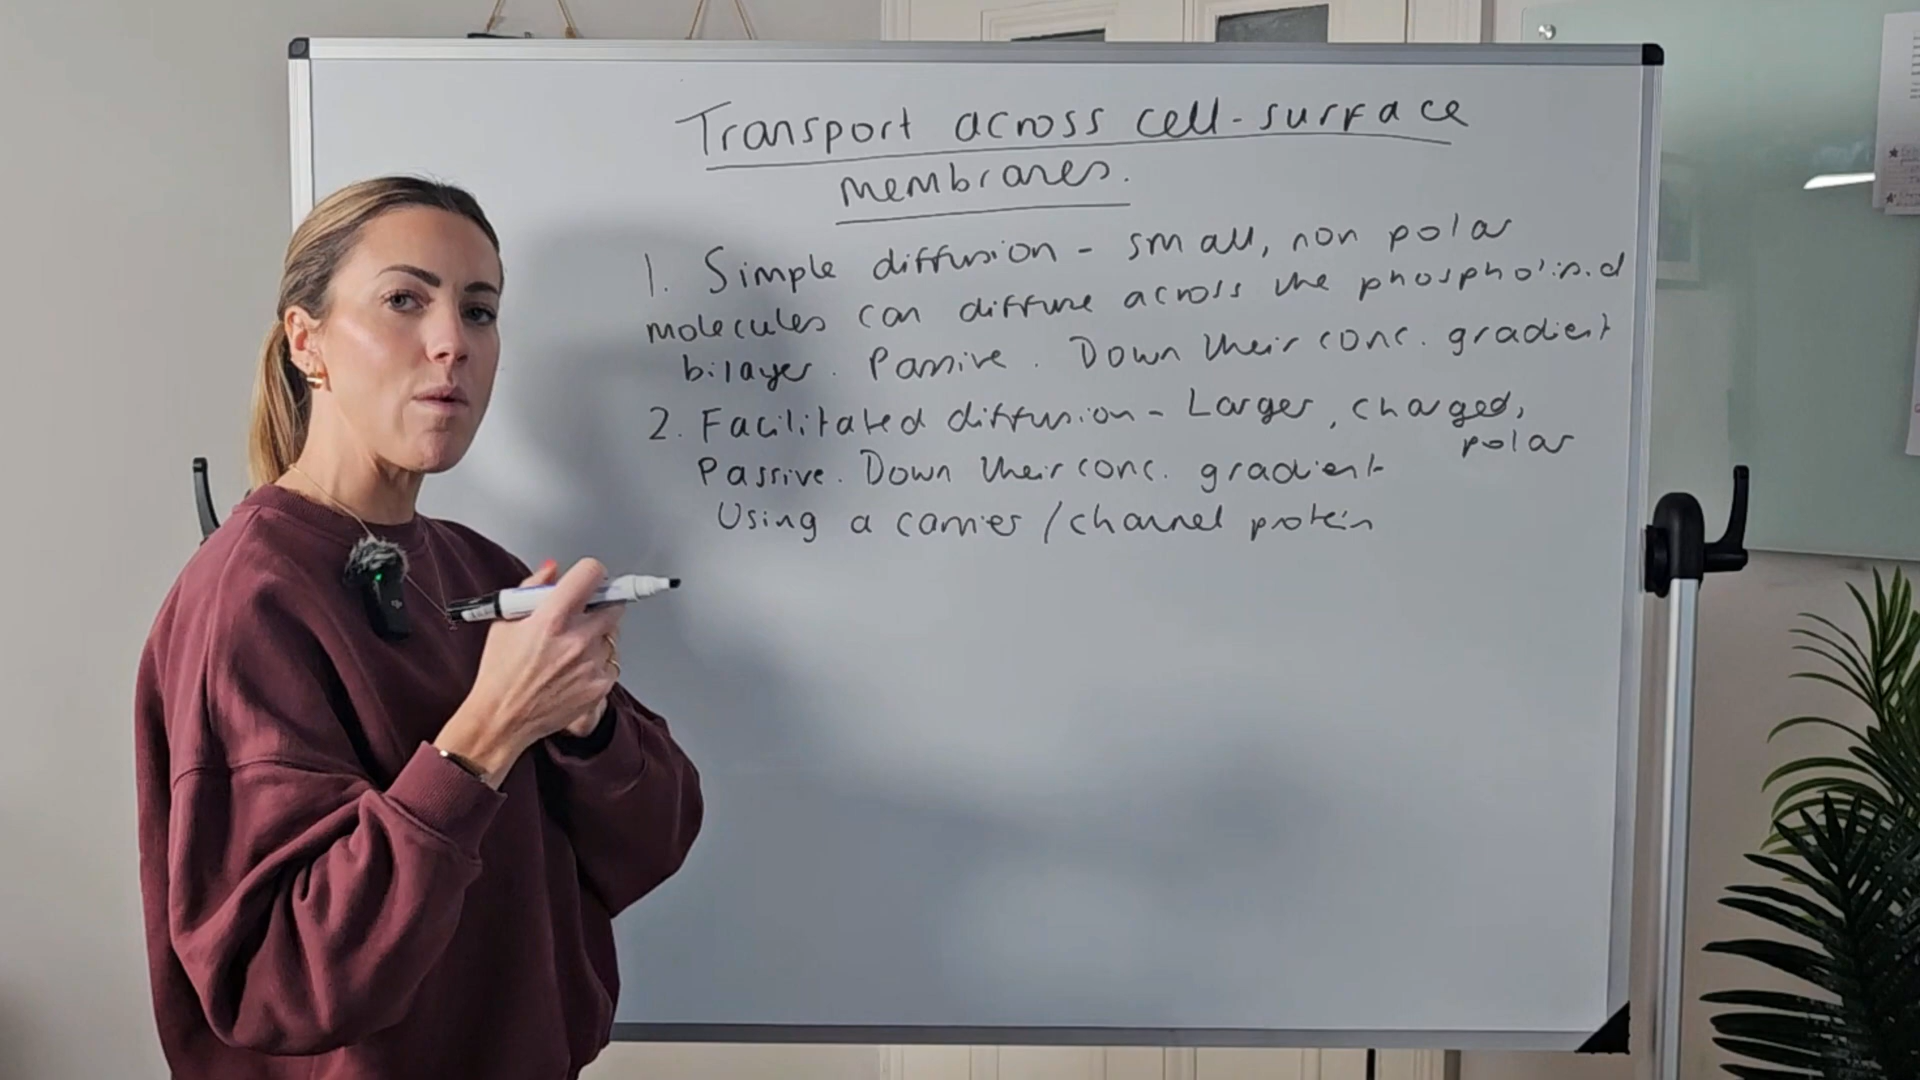 Transport across cell-surface
membranes.
1. Simple diffusion - small, non polar
molecules can diffuse across the phospholipid
bilayer. Passive. Down their conc. gradient
2. Facilitated diffusion - Larger, charged,
polar
Passive. Down their conc. gradient
Using a carrier/channel protein